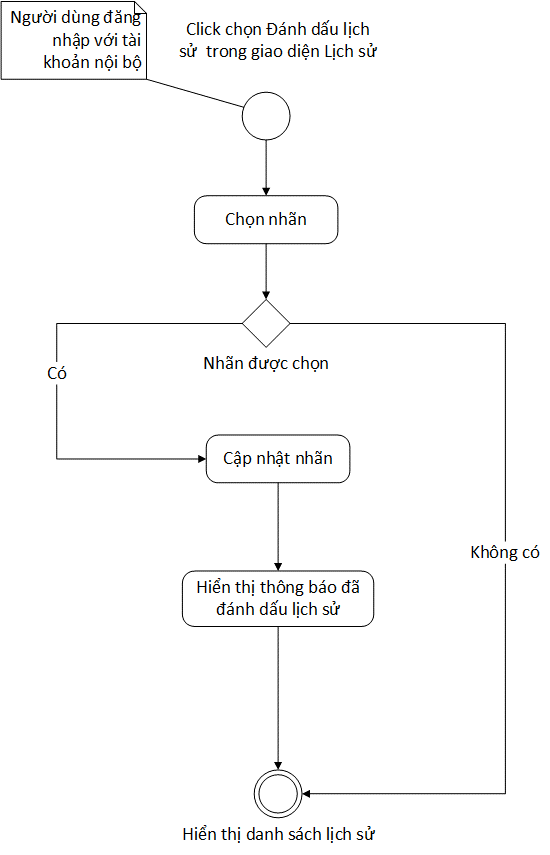 Người dùng đăng
nhập với tài
khoản nội bộ
Click chọn Đánh dấu lịch
sử trong giao diện Lịch sử
Chọn nhãn
Nhãn được chọn
Có
Cập nhật nhãn
Không có
Hiển thị thông báo đã
đánh dấu lịch sử
Hiển thị danh sách lịch sử